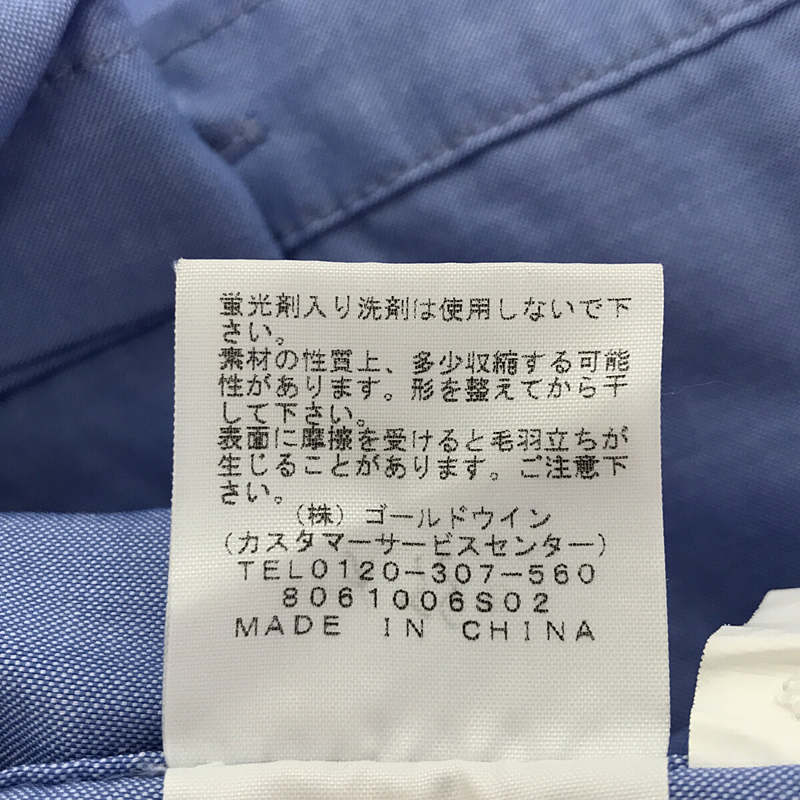 蛍光剤入り洗剤は使用しないで下
さい。
素材の性質上、多少収縮する可能
性があります。形を整えてから干
して下さい。
表面に摩擦を受けると毛羽立ちが
生じることがあります。ご注意下
さい。
(株)ゴールドウイン
(カスタマーサービスセンター)
TEL0120-307-560
8061006S02
MADE IN CHINA